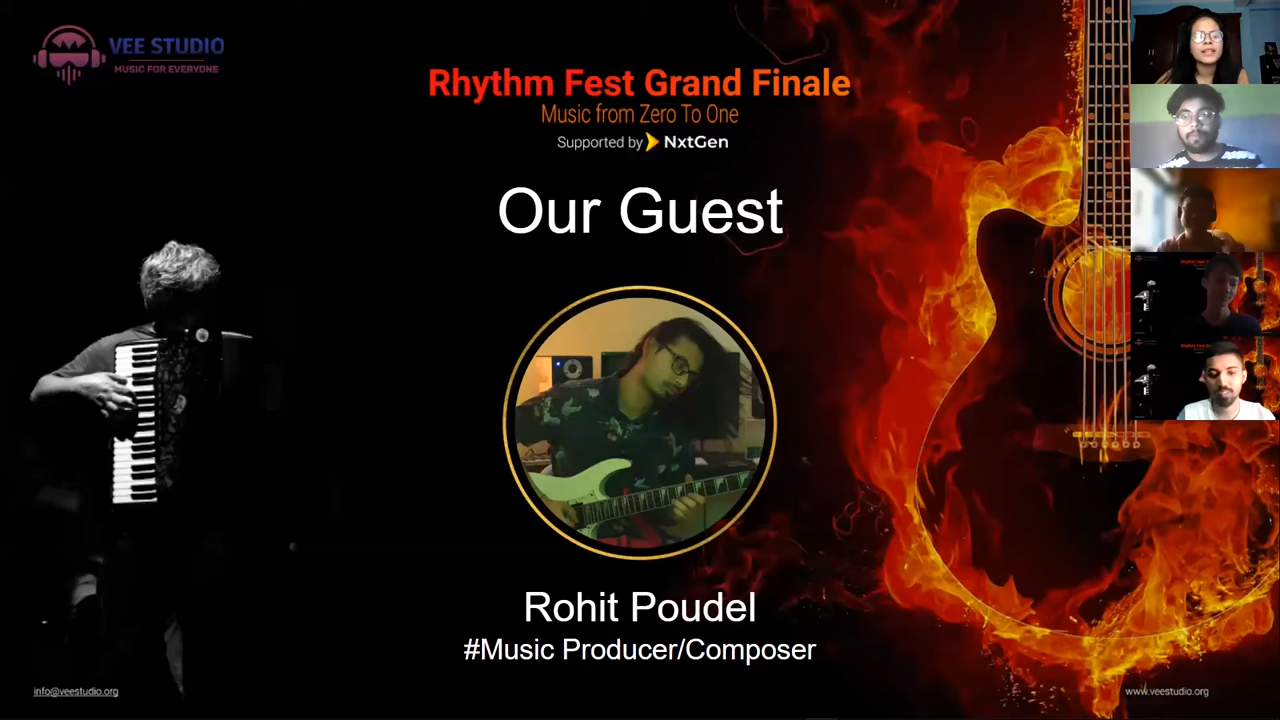 VEE STUDIO
MUSIC FOR EVERYONE
Rhythm Fest Grand Finale
Music from Zero To One
Supported by NxtGen
Our Guest
Rohit Poudel
#Music Producer/Composer
info@veestudio.org
www.veestudio.org